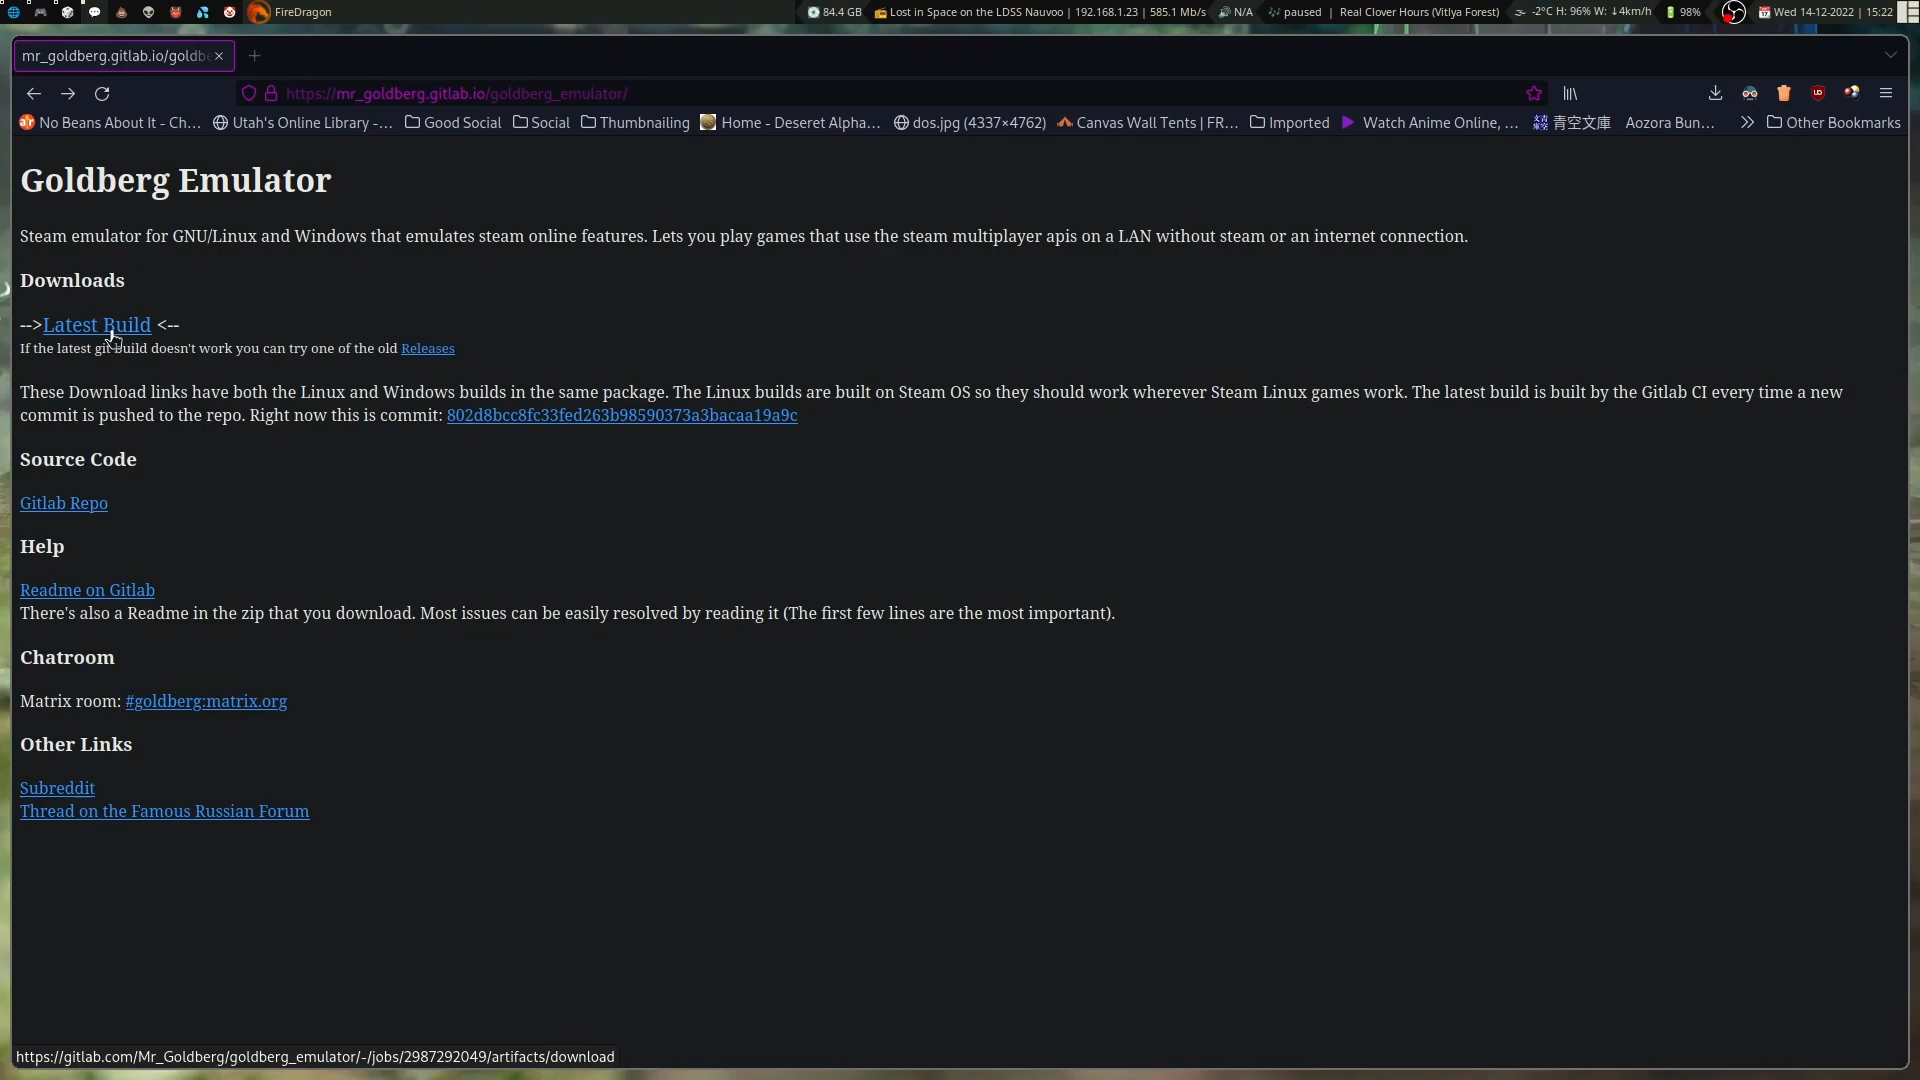 FireDragon
84.4 GB
Lost in Space on the LDSS Nauvoo | 192.168.1.23 | 585.1 Mb/s
N/A
paused | Real Clover Hours (Vitlya Forest)
-2°C H: 96% W: ↓4km/h
98%
Wed 14-12-2022 | 15:22
mr_goldberg.gitlab.io/goldbe
https://mr_goldberg.gitlab.io/goldberg_emulator/
No Beans About It - Ch...
Utah's Online Library -...
Good Social
Social
Thumbnailing
Home - Deseret Alpha...
dos.jpg (4337×4762)
Canvas Wall Tents | FR...
Imported
Watch Anime Online, ...
青空文庫 Aozora Bun...
Other Bookmarks
Goldberg Emulator
Steam emulator for GNU/Linux and Windows that emulates steam online features. Lets you play games that use the steam multiplayer apis on a LAN without steam or an internet connection.
Downloads
-->Latest Build <--
If the latest git build doesn't work you can try one of the old Releases
These Download links have both the Linux and Windows builds in the same package. The Linux builds are built on Steam OS so they should work wherever Steam Linux games work. The latest build is built by the Gitlab CI every time a new
commit is pushed to the repo. Right now this is commit: 802d8bcc8fc33fed263b98590373a3bacaa19a9c
Source Code
Gitlab Repo
Help
Readme on Gitlab
There's also a Readme in the zip that you download. Most issues can be easily resolved by reading it (The first few lines are the most important).
Chatroom
Matrix room: #goldberg:matrix.org
Other Links
Subreddit
Thread on the Famous Russian Forum
https://gitlab.com/Mr_Goldberg/goldberg_emulator/-/jobs/2987292049/artifacts/download